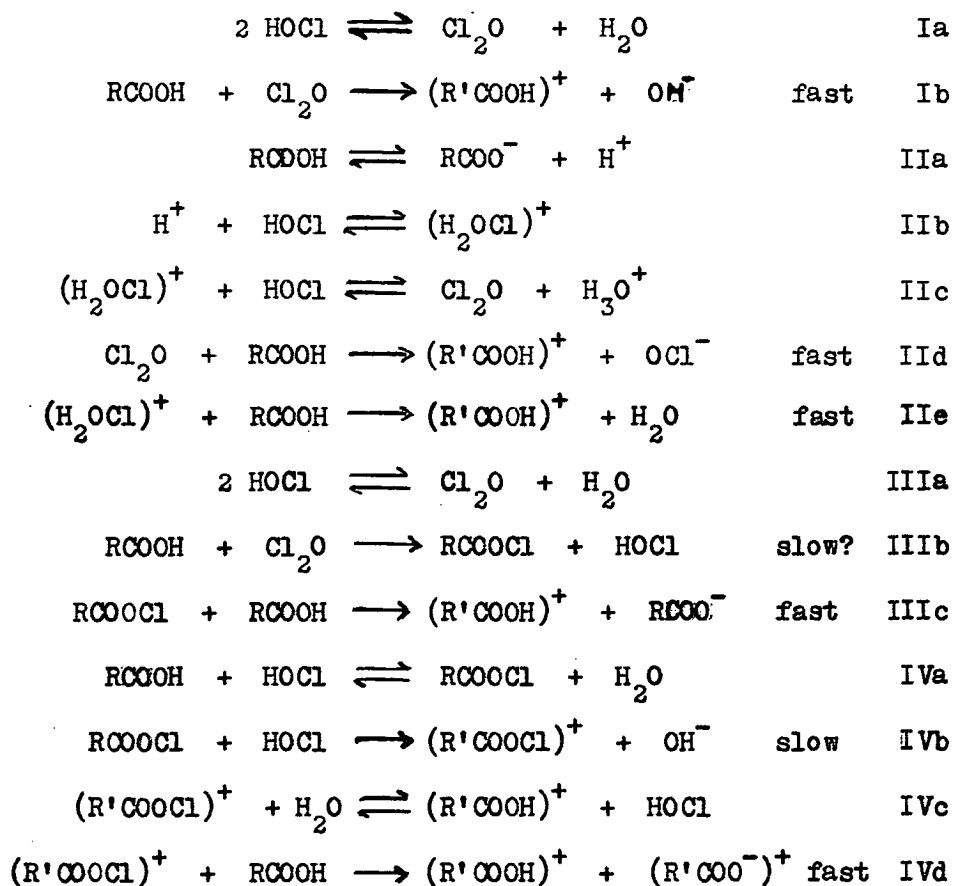 2 HOCl ⇌ Cl₂O + H₂O Ia
RCOOH + Cl₂O ⟶ (R'COOH)⁺ + OH⁻ fast Ib
RCOOH ⇌ RCOO⁻ + H⁺ IIa
H⁺ + HOCl ⇌ (H₂OCl)⁺ IIb
(H₂OCl)⁺ + HOCl ⇌ Cl₂O + H₃O⁺ IIc
Cl₂O + RCOOH ⟶ (R'COOH)⁺ + OCl⁻ fast IId
(H₂OCl)⁺ + RCOOH ⟶ (R'COOH)⁺ + H₂O fast IIe
2 HOCl ⇌ Cl₂O + H₂O IIIa
RCOOH + Cl₂O ⟶ RCOOCl + HOCl slow? IIIb
RCOOCl + RCOOH ⟶ (R'COOH)⁺ + RCOO⁻ fast IIIc
RCOOH + HOCl ⇌ RCOOCl + H₂O IVa
RCOOCl + HOCl ⟶ (R'COOCl)⁺ + OH⁻ slow IVb
(R'COOCl)⁺ + H₂O ⇌ (R'COOH)⁺ + HOCl IVc
(R'COOCl)⁺ + RCOOH ⟶ (R'COOH)⁺ + (R'COO⁻)⁺ fast IVd